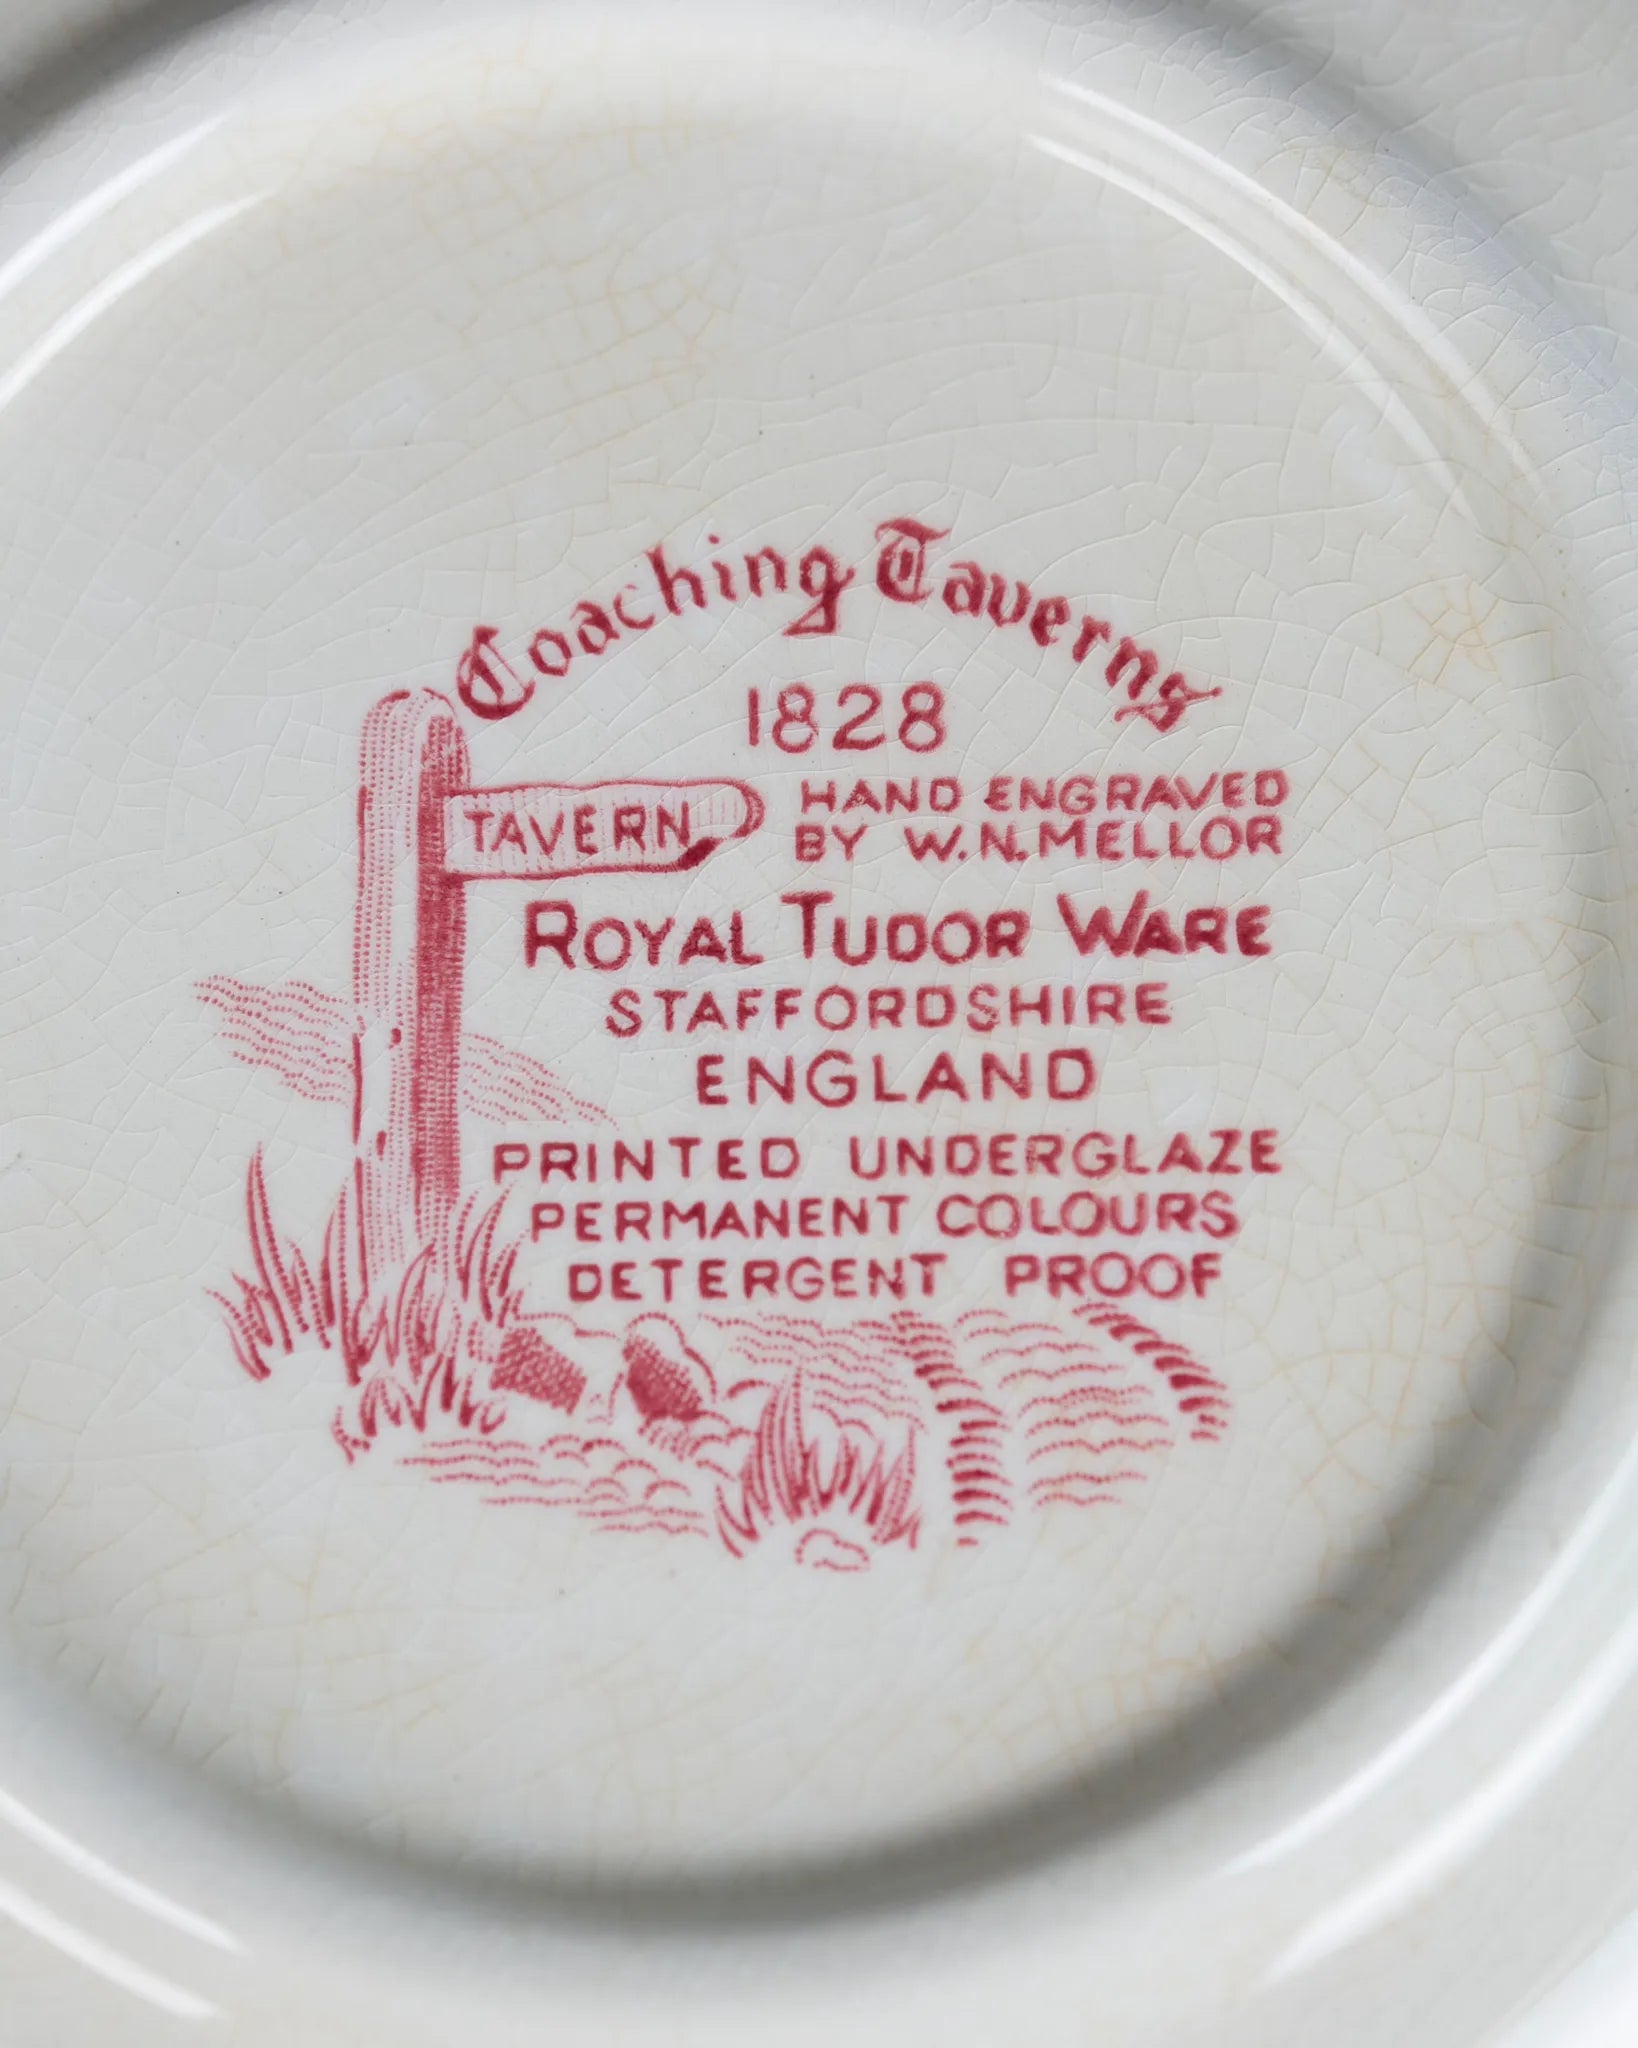 Coaching Taverns
1828
TAVERN
HAND ENGRAVED
BY W.N.MELLOR
ROYAL TUDOR WARE
STAFFORDSHIRE
ENGLAND
PRINTED UNDERGLAZE
PERMANENT COLOURS
DETERGENT PROOF